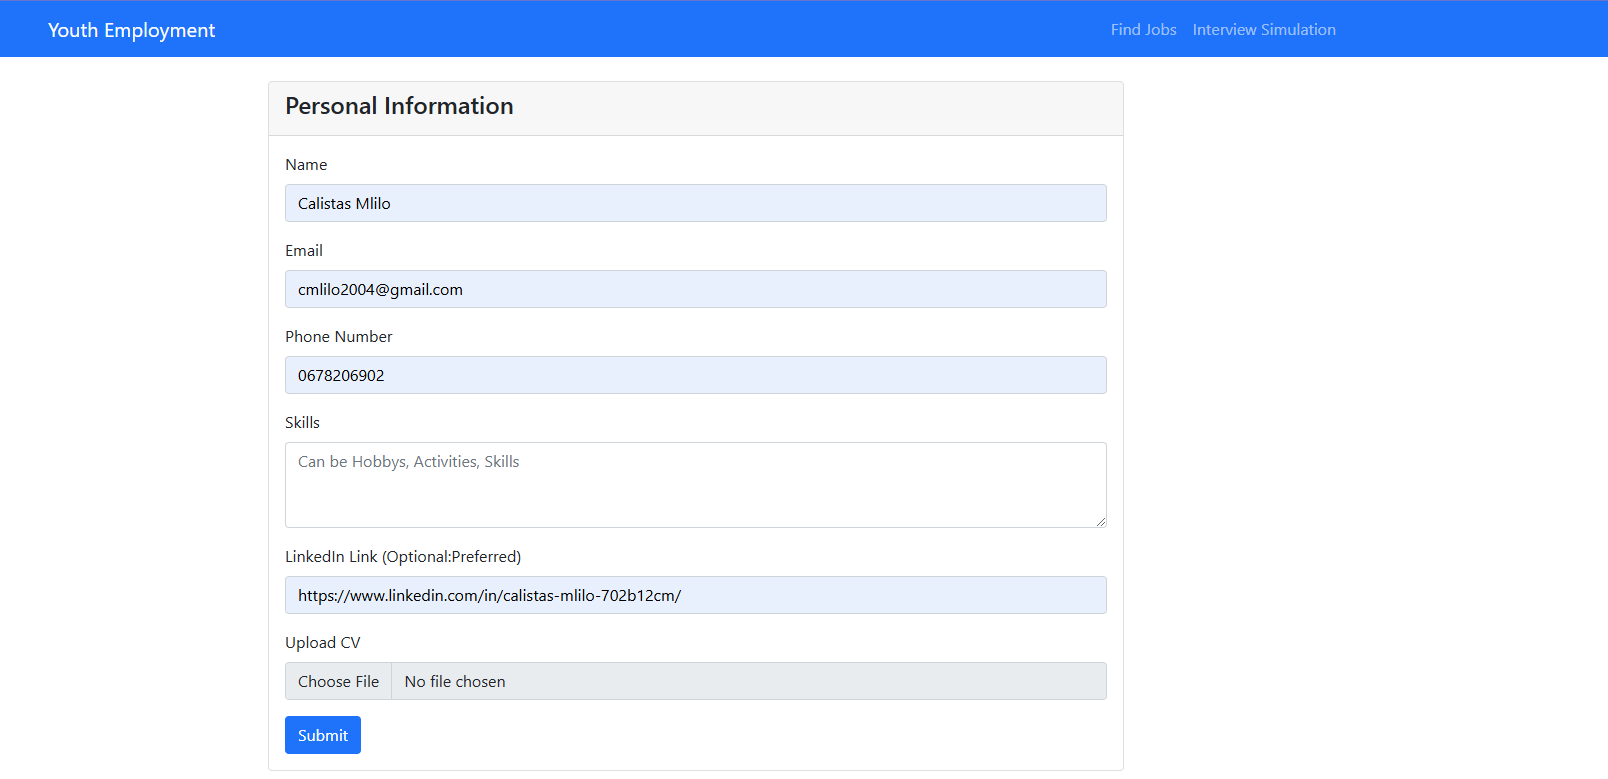 Youth Employment
Find Jobs Interview Simulation
Personal Information
Name
Calistas Mlilo
Email
cmlilo2004@gmail.com
Phone Number
0678206902
Skills
Can be Hobbys, Activities, Skills
LinkedIn Link (Optional:Preferred)
https://www.linkedin.com/in/calistas-mlilo-702b12cm/
Upload CV
Choose File No file chosen
Submit